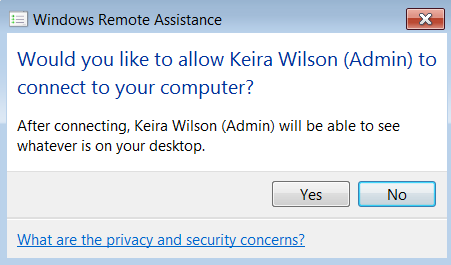 Windows Remote Assistance
Would you like to allow Keira Wilson (Admin) to
connect to your computer?
After connecting, Keira Wilson (Admin) will be able to see
whatever is on your desktop.
Yes No
What are the privacy and security concerns?